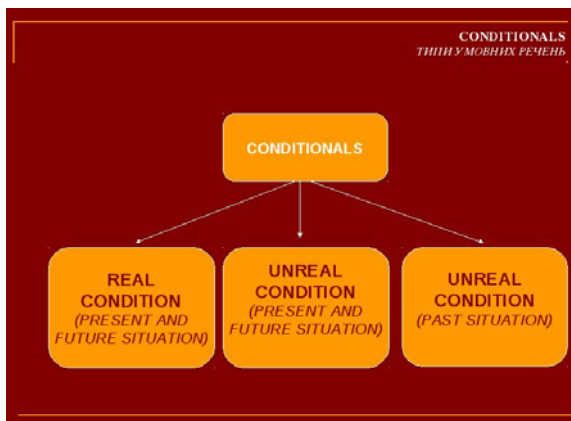 CONDITIONALS
ТИПИ УМОВНИХ РЕЧЕНЬ
CONDITIONALS
REAL
CONDITION
(PRESENT AND
FUTURE SITUATION)
UNREAL
CONDITION
(PRESENT AND
FUTURE SITUATION)
UNREAL
CONDITION
(PAST SITUATION)